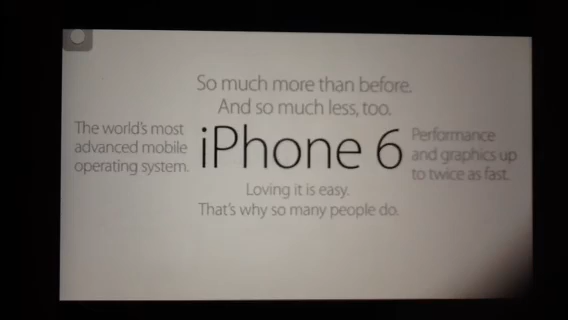 So much more than before.
And so much less, too.
The world's most
advanced mobile
operating system.
iPhone 6
Performance
and graphics up
to twice as fast.
Loving it is easy.
That's why so many people do.